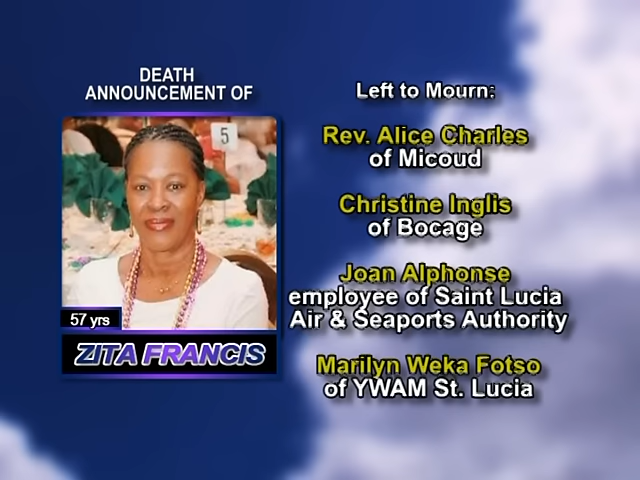 DEATH
ANNOUNCEMENT OF
5
57 yrs
ZITA FRANCIS
Left to Mourn:
Rev. Alice Charles
of Micoud
Christine Inglis
of Bocage
Joan Alphonse
employee of Saint Lucia
Air & Seaports Authority
Marilyn Weka Fotso
of YWAM St. Lucia